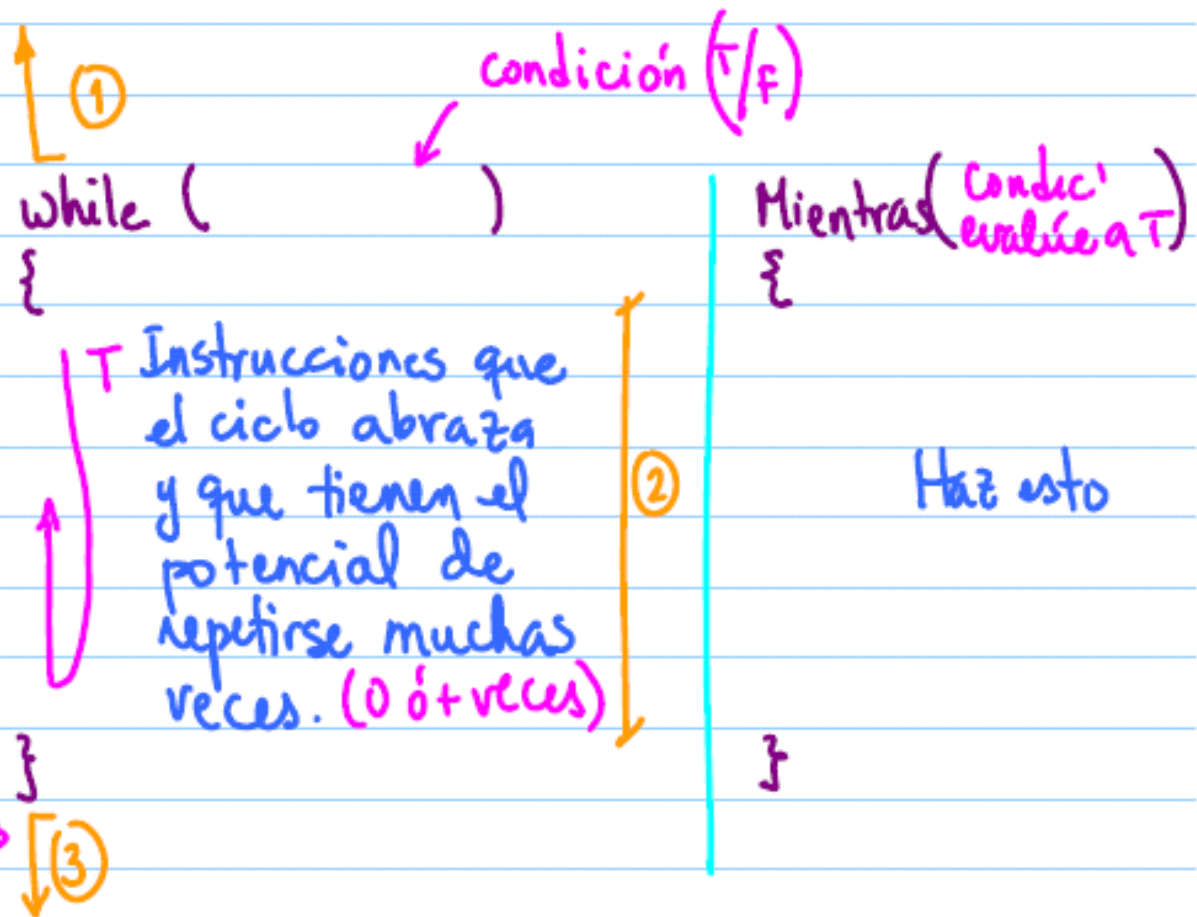 ①
condición (T/F)
while (                )
{
T Instrucciones que
el ciclo abraza
y que tienen el
potencial de
repetirse muchas
veces. (0 ó + veces)
}
②
③
Mientras (condic'
evalúe a T)
{
Haz esto
}